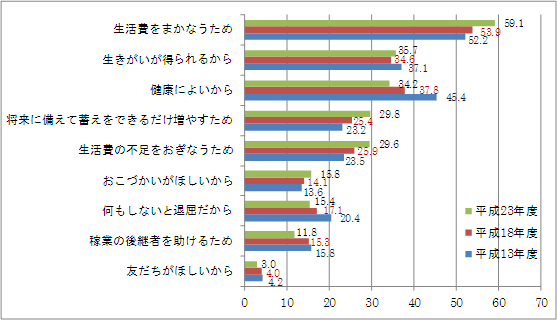 生活費をまかなうため
59.1
53.9
52.2
生きがいが得られるから
35.7
34.6
37.1
健康によいから
34.2
37.8
45.4
将来に備えて蓄えをできるだけ増やすため
29.8
25.4
23.2
生活費の不足をおぎなうため
29.6
25.9
23.5
おこづかいがほしいから
15.8
14.1
13.6
何もしないと退屈だから
15.4
17.1
20.4
稼業の後継者を助けるため
11.8
15.3
15.8
友だちがほしいから
3.0
4.0
4.2
平成23年度
平成18年度
平成13年度
0 10 20 30 40 50 60 70